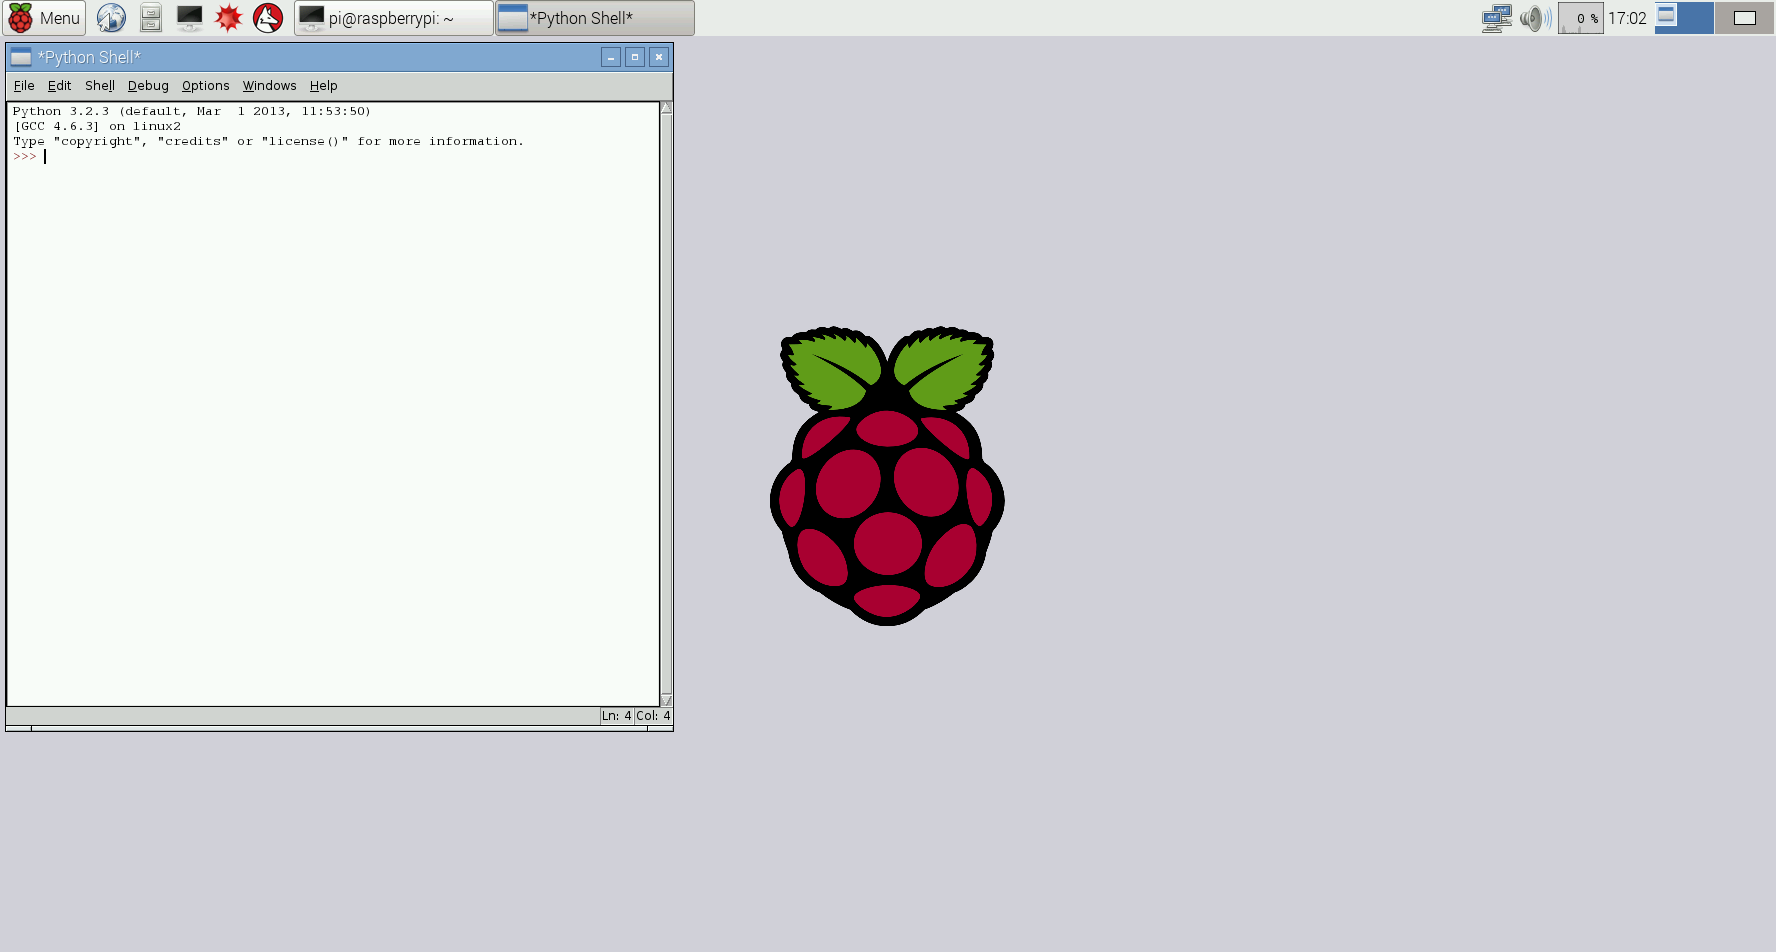 Menu pi@raspberrypi: ~ *Python Shell* 0 % 17:02
*Python Shell*
File Edit Shell Debug Options Windows Help
Python 3.2.3 (default, Mar  1 2013, 11:53:50)
[GCC 4.6.3] on linux2
Type "copyright", "credits" or "license()" for more information.
>>>
Ln: 4 Col: 4